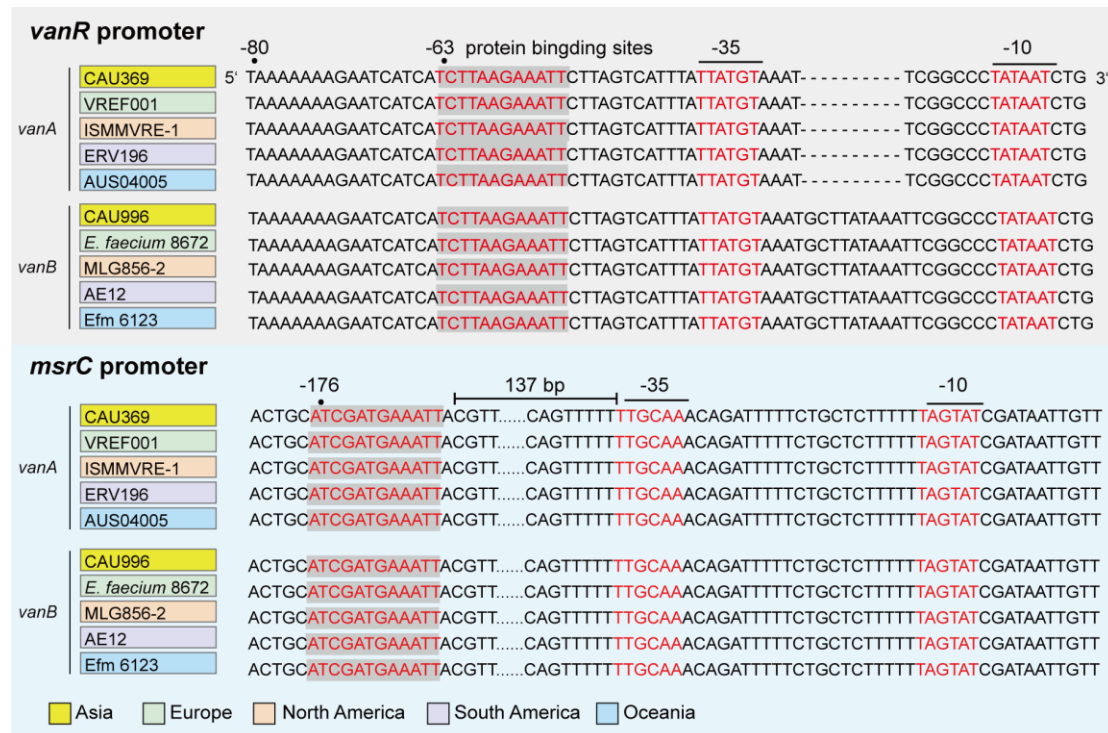 vanR promoter
-80 -63 protein bingding sites -35 -10
vanA
CAU369 5' TAAAAAAAGAATCATCATCTTAAGAAATTCTTAGTCATTTATTATGTAAAT- - - - - - - - - - TCGGCCCTATAATCTG 3'
VREF001 TAAAAAAAGAATCATCATCTTAAGAAATTCTTAGTCATTTATTATGTAAAT- - - - - - - - - - TCGGCCCTATAATCTG
ISMMVRE-1 TAAAAAAAGAATCATCATCTTAAGAAATTCTTAGTCATTTATTATGTAAAT- - - - - - - - - - TCGGCCCTATAATCTG
ERV196 TAAAAAAAGAATCATCATCTTAAGAAATTCTTAGTCATTTATTATGTAAAT- - - - - - - - - - TCGGCCCTATAATCTG
AUS04005 TAAAAAAAGAATCATCATCTTAAGAAATTCTTAGTCATTTATTATGTAAAT- - - - - - - - - - TCGGCCCTATAATCTG
vanB
CAU996 TAAAAAAAGAATCATCATCTTAAGAAATTCTTAGTCATTTATTATGTAAATGCTTATAAATTCGGCCCTATAATCTG
E. faecium 8672 TAAAAAAAGAATCATCATCTTAAGAAATTCTTAGTCATTTATTATGTAAATGCTTATAAATTCGGCCCTATAATCTG
MLG856-2 TAAAAAAAGAATCATCATCTTAAGAAATTCTTAGTCATTTATTATGTAAATGCTTATAAATTCGGCCCTATAATCTG
AE12 TAAAAAAAGAATCATCATCTTAAGAAATTCTTAGTCATTTATTATGTAAATGCTTATAAATTCGGCCCTATAATCTG
Efm 6123 TAAAAAAAGAATCATCATCTTAAGAAATTCTTAGTCATTTATTATGTAAATGCTTATAAATTCGGCCCTATAATCTG
msrC promoter
-176 137 bp -35 -10
vanA
CAU369 ACTGCATCGATGAAATTACGTT......CAGTTTTTTTGCAAACAGATTTTTCTGCTCTTTTTTAGTATCGATAATTGTT
VREF001 ACTGCATCGATGAAATTACGTT......CAGTTTTTTTGCAAACAGATTTTTCTGCTCTTTTTTAGTATCGATAATTGTT
ISMMVRE-1 ACTGCATCGATGAAATTACGTT......CAGTTTTTTTGCAAACAGATTTTTCTGCTCTTTTTTAGTATCGATAATTGTT
ERV196 ACTGCATCGATGAAATTACGTT......CAGTTTTTTTGCAAACAGATTTTTCTGCTCTTTTTTAGTATCGATAATTGTT
AUS04005 ACTGCATCGATGAAATTACGTT......CAGTTTTTTTGCAAACAGATTTTTCTGCTCTTTTTTAGTATCGATAATTGTT
vanB
CAU996 ACTGCATCGATGAAATTACGTT......CAGTTTTTTTGCAAACAGATTTTTCTGCTCTTTTTTAGTATCGATAATTGTT
E. faecium 8672 ACTGCATCGATGAAATTACGTT......CAGTTTTTTTGCAAACAGATTTTTCTGCTCTTTTTTAGTATCGATAATTGTT
MLG856-2 ACTGCATCGATGAAATTACGTT......CAGTTTTTTTGCAAACAGATTTTTCTGCTCTTTTTTAGTATCGATAATTGTT
AE12 ACTGCATCGATGAAATTACGTT......CAGTTTTTTTGCAAACAGATTTTTCTGCTCTTTTTTAGTATCGATAATTGTT
Efm 6123 ACTGCATCGATGAAATTACGTT......CAGTTTTTTTGCAAACAGATTTTTCTGCTCTTTTTTAGTATCGATAATTGTT
Asia Europe North America South America Oceania